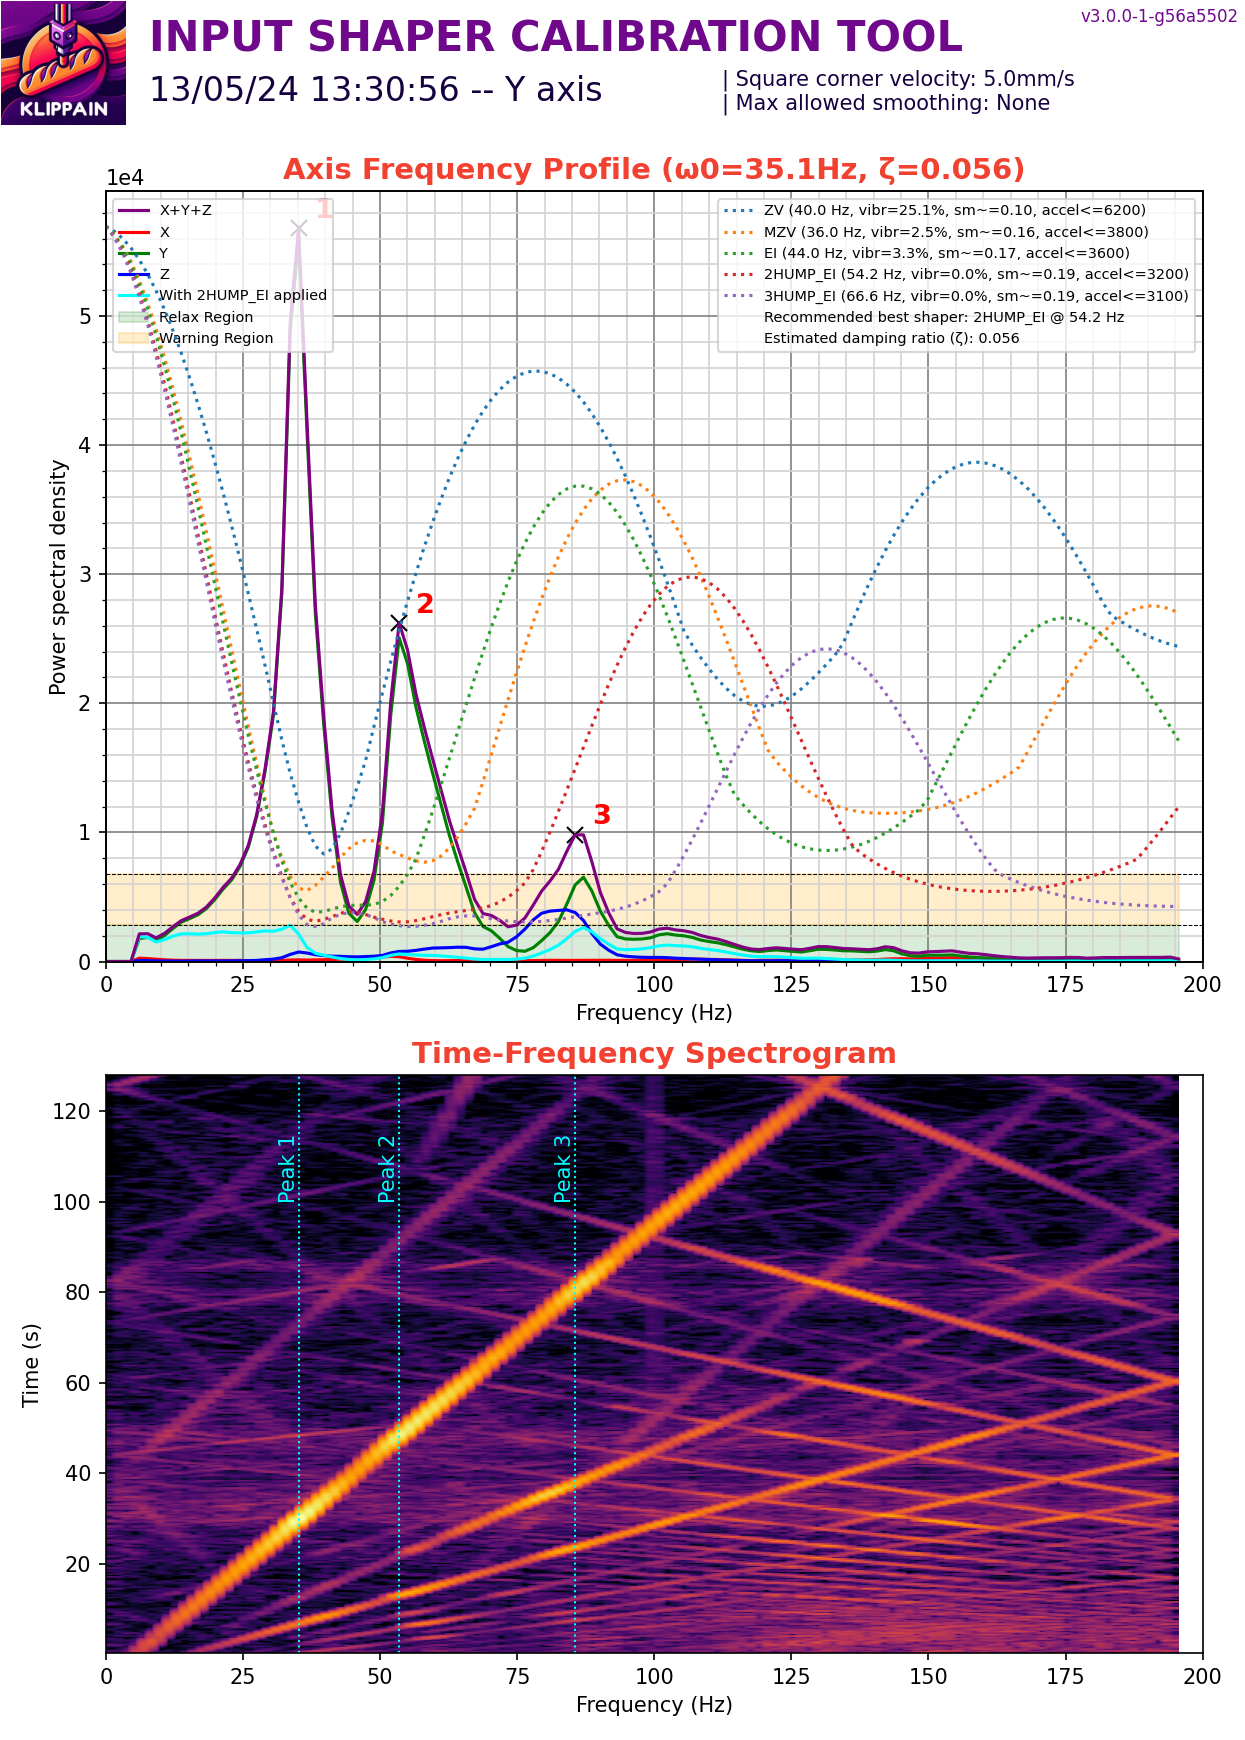 v3.0.0-1-g56a5502
INPUT SHAPER CALIBRATION TOOL
13/05/24 13:30:56 -- Y axis
| Square corner velocity: 5.0mm/s
| Max allowed smoothing: None
KLIPPAIN
Axis Frequency Profile (ω0=35.1Hz, ζ=0.056)
1e4
X+Y+Z
X
Y
Z
With 2HUMP_EI applied
Relax Region
Warning Region
ZV (40.0 Hz, vibr=25.1%, sm~=0.10, accel<=6200)
MZV (36.0 Hz, vibr=2.5%, sm~=0.16, accel<=3800)
EI (44.0 Hz, vibr=3.3%, sm~=0.17, accel<=3600)
2HUMP_EI (54.2 Hz, vibr=0.0%, sm~=0.19, accel<=3200)
3HUMP_EI (66.6 Hz, vibr=0.0%, sm~=0.19, accel<=3100)
Recommended best shaper: 2HUMP_EI @ 54.2 Hz
Estimated damping ratio (ζ): 0.056
1
2
3
Power spectral density
5
4
3
2
1
0
0 25 50 75 100 125 150 175 200
Frequency (Hz)
Time-Frequency Spectrogram
Time (s)
120
100
80
60
40
20
Peak 1
Peak 2
Peak 3
0 25 50 75 100 125 150 175 200
Frequency (Hz)